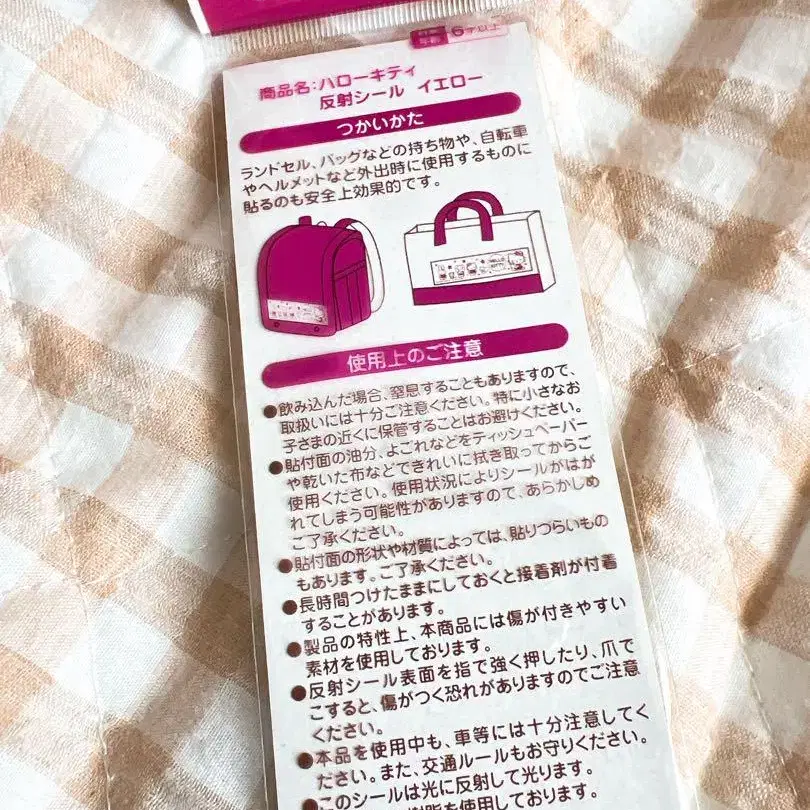 6才以上
商品名:ハローキティ
反射シール イエロー
つかいかた
ランドセル、バッグなどの持ち物や、自転車
やヘルメットなど外出時に使用するものに
貼るのも安全上効果的です。
●飲み込んだ場合、窒息することもありますので、
取扱いには十分ご注意ください。特に小さなお
子さまの近くに保管することはお避けください。
●貼付面の油分、よごれなどをティッシュペーパー
や乾いた布などできれいに拭き取ってからご
使用ください。使用状況によりシールがはが
れてしまう可能性がありますので、あらかじめ
ご了承ください。
●貼付面の形状や材質によっては、貼りづらいもの
もあります。ご了承ください。
●長時間つけたままにしておくと接着剤が付着
することがあります。
●製品の特性上、本商品には傷が付きやすい
素材を使用しております。
●反射シール表面を指で強く押したり、爪で
こすると、傷がつく恐れがありますのでご注意
ください。
●本品を使用中も、車等には十分注意してく
ださい。また、交通ルールもお守りください。
●このシールは光に反射して光ります。
樹脂を使用しております。